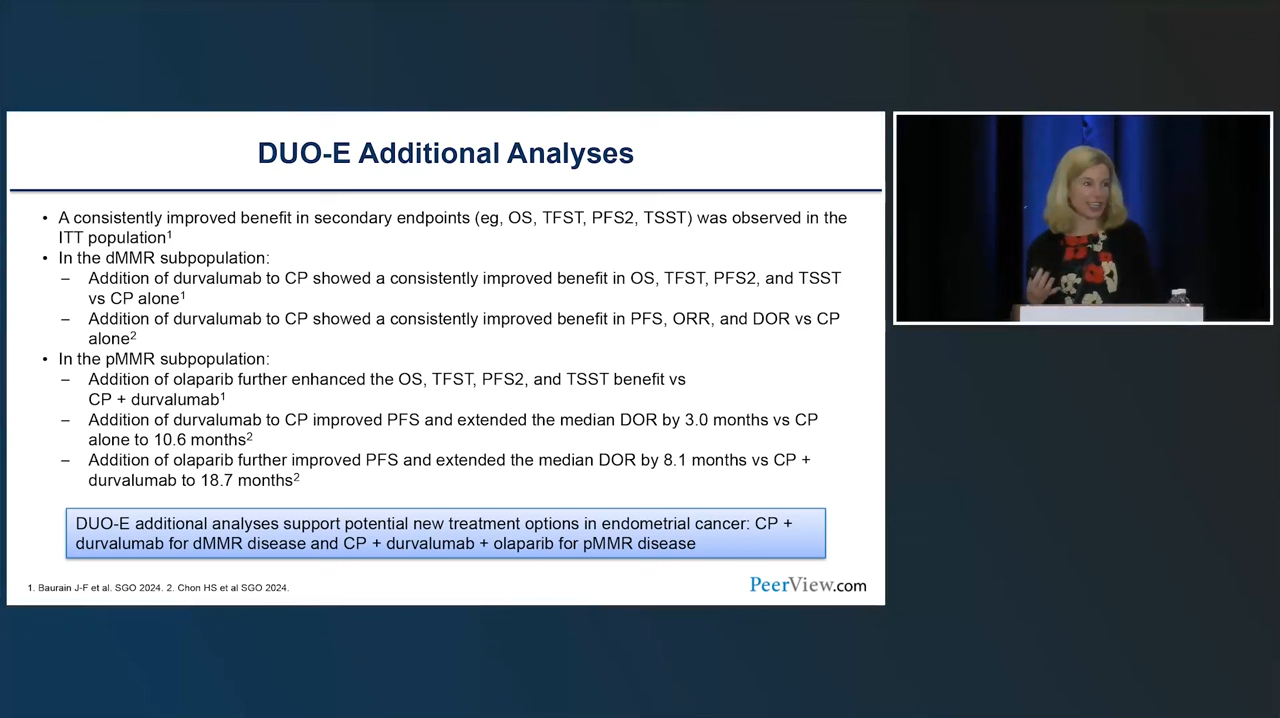 DUO-E Additional Analyses
• A consistently improved benefit in secondary endpoints (eg, OS, TFST, PFS2, TSST) was observed in the
ITT population1
• In the dMMR subpopulation:
– Addition of durvalumab to CP showed a consistently improved benefit in OS, TFST, PFS2, and TSST
vs CP alone1
– Addition of durvalumab to CP showed a consistently improved benefit in PFS, ORR, and DOR vs CP
alone2
• In the pMMR subpopulation:
– Addition of olaparib further enhanced the OS, TFST, PFS2, and TSST benefit vs
CP + durvalumab1
– Addition of durvalumab to CP improved PFS and extended the median DOR by 3.0 months vs CP
alone to 10.6 months2
– Addition of olaparib further improved PFS and extended the median DOR by 8.1 months vs CP +
durvalumab to 18.7 months2
DUO-E additional analyses support potential new treatment options in endometrial cancer: CP +
durvalumab for dMMR disease and CP + durvalumab + olaparib for pMMR disease
1. Baurain J-F et al. SGO 2024. 2. Chon HS et al SGO 2024.
PeerView.com